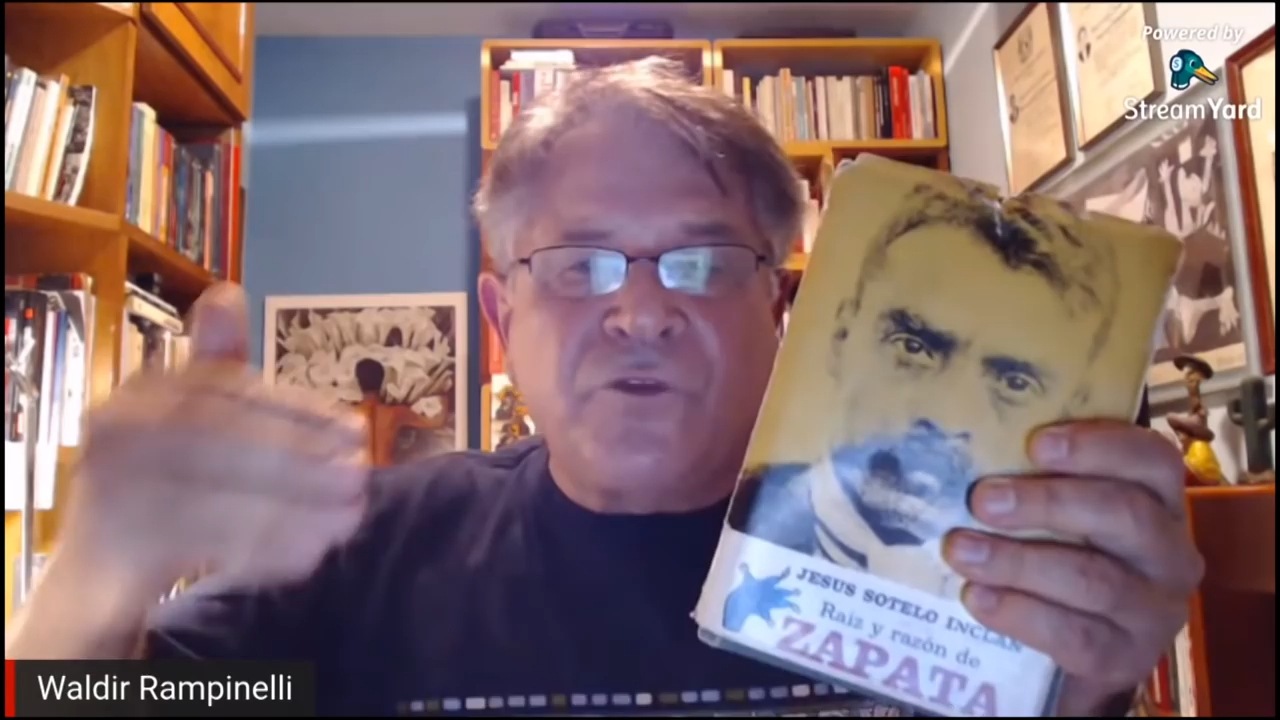 Powered by
StreamYard
JESUS SOTELO INCLAN
Raíz y razón de
ZAPATA
Waldir Rampinelli